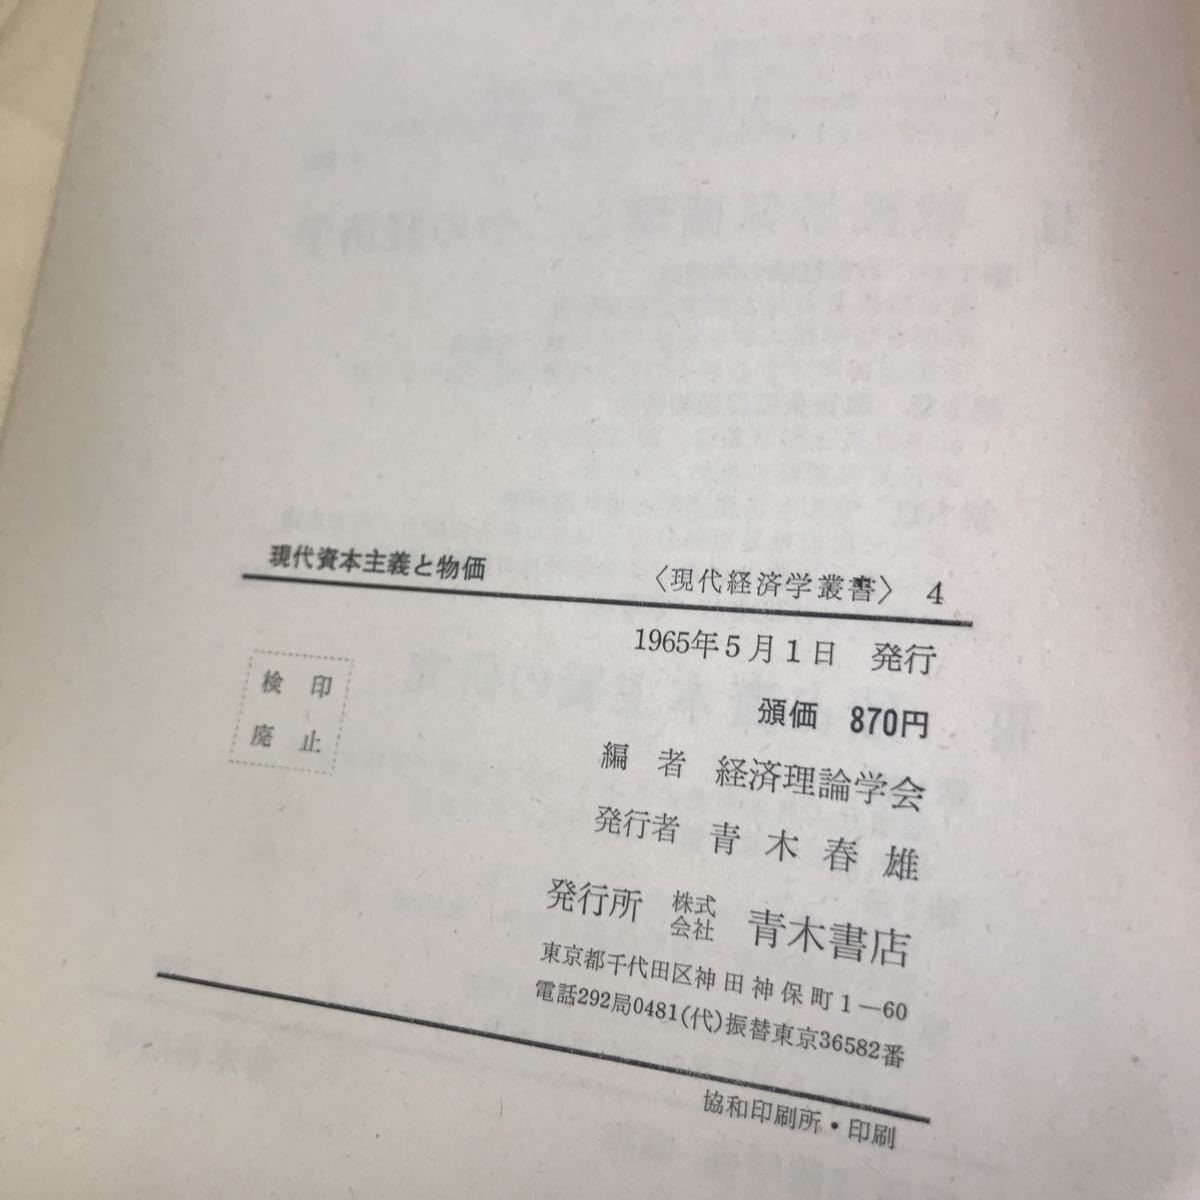 現代資本主義と物価 〈現代経済学叢書〉 4
1965年5月1日 発行
検印
廃止
頒価 870円
編者 経済理論学会
発行者 青木春雄
発行所 株式会社 青木書店
東京都千代田区神田神保町1—60
電話292局0481(代)振替東京36582番
協和印刷所・印刷